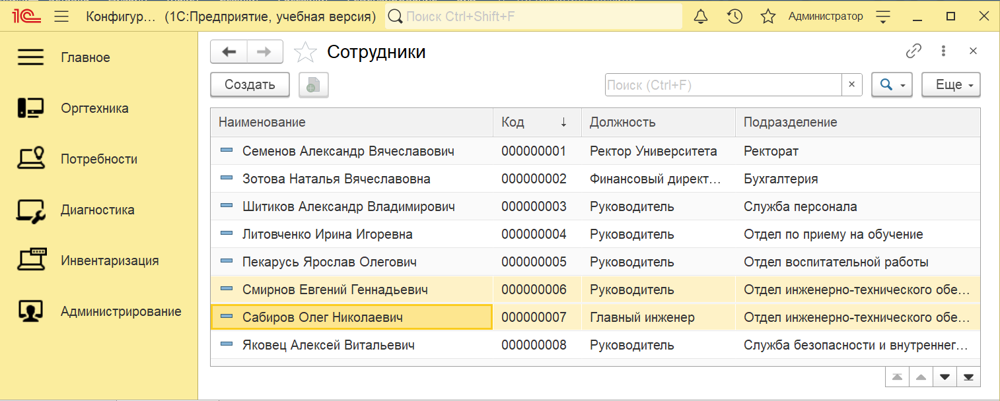 1С Конфигур... (1С:Предприятие, учебная версия) Поиск Ctrl+Shift+F Администратор
Главное
Оргтехника
Потребности
Диагностика
Инвентаризация
Администрирование
Сотрудники
Создать Поиск (Ctrl+F) × Еще
Наименование Код ↓ Должность Подразделение
Семенов Александр Вячеславович 000000001 Ректор Университета Ректорат
Зотова Наталья Вячеславовна 000000002 Финансовый директ... Бухгалтерия
Шитиков Александр Владимирович 000000003 Руководитель Служба персонала
Литовченко Ирина Игоревна 000000004 Руководитель Отдел по приему на обучение
Пекарусь Ярослав Олегович 000000005 Руководитель Отдел воспитательной работы
Смирнов Евгений Геннадьевич 000000006 Руководитель Отдел инженерно-технического обе...
Сабиров Олег Николаевич 000000007 Главный инженер Отдел инженерно-технического обе...
Яковец Алексей Витальевич 000000008 Руководитель Служба безопасности и внутреннег...